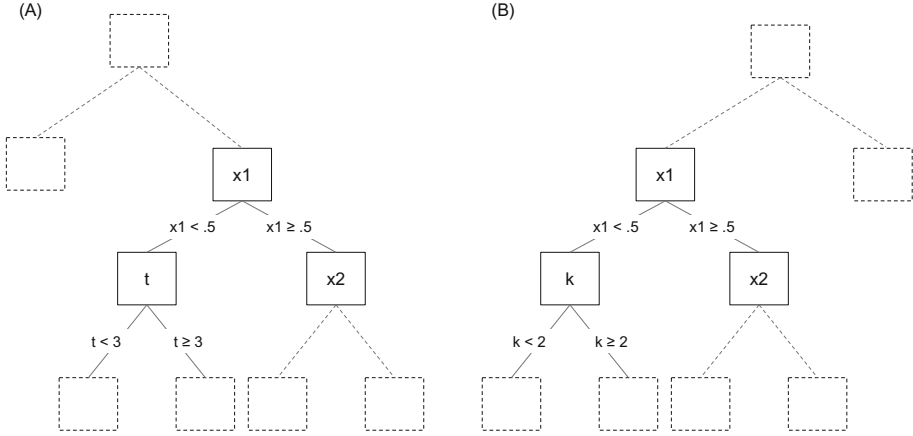 (A)
(B)
x1
x1
x1 < .5
x1 ≥ .5
x1 < .5
x1 ≥ .5
t
x2
k
x2
t < 3
t ≥ 3
k < 2
k ≥ 2